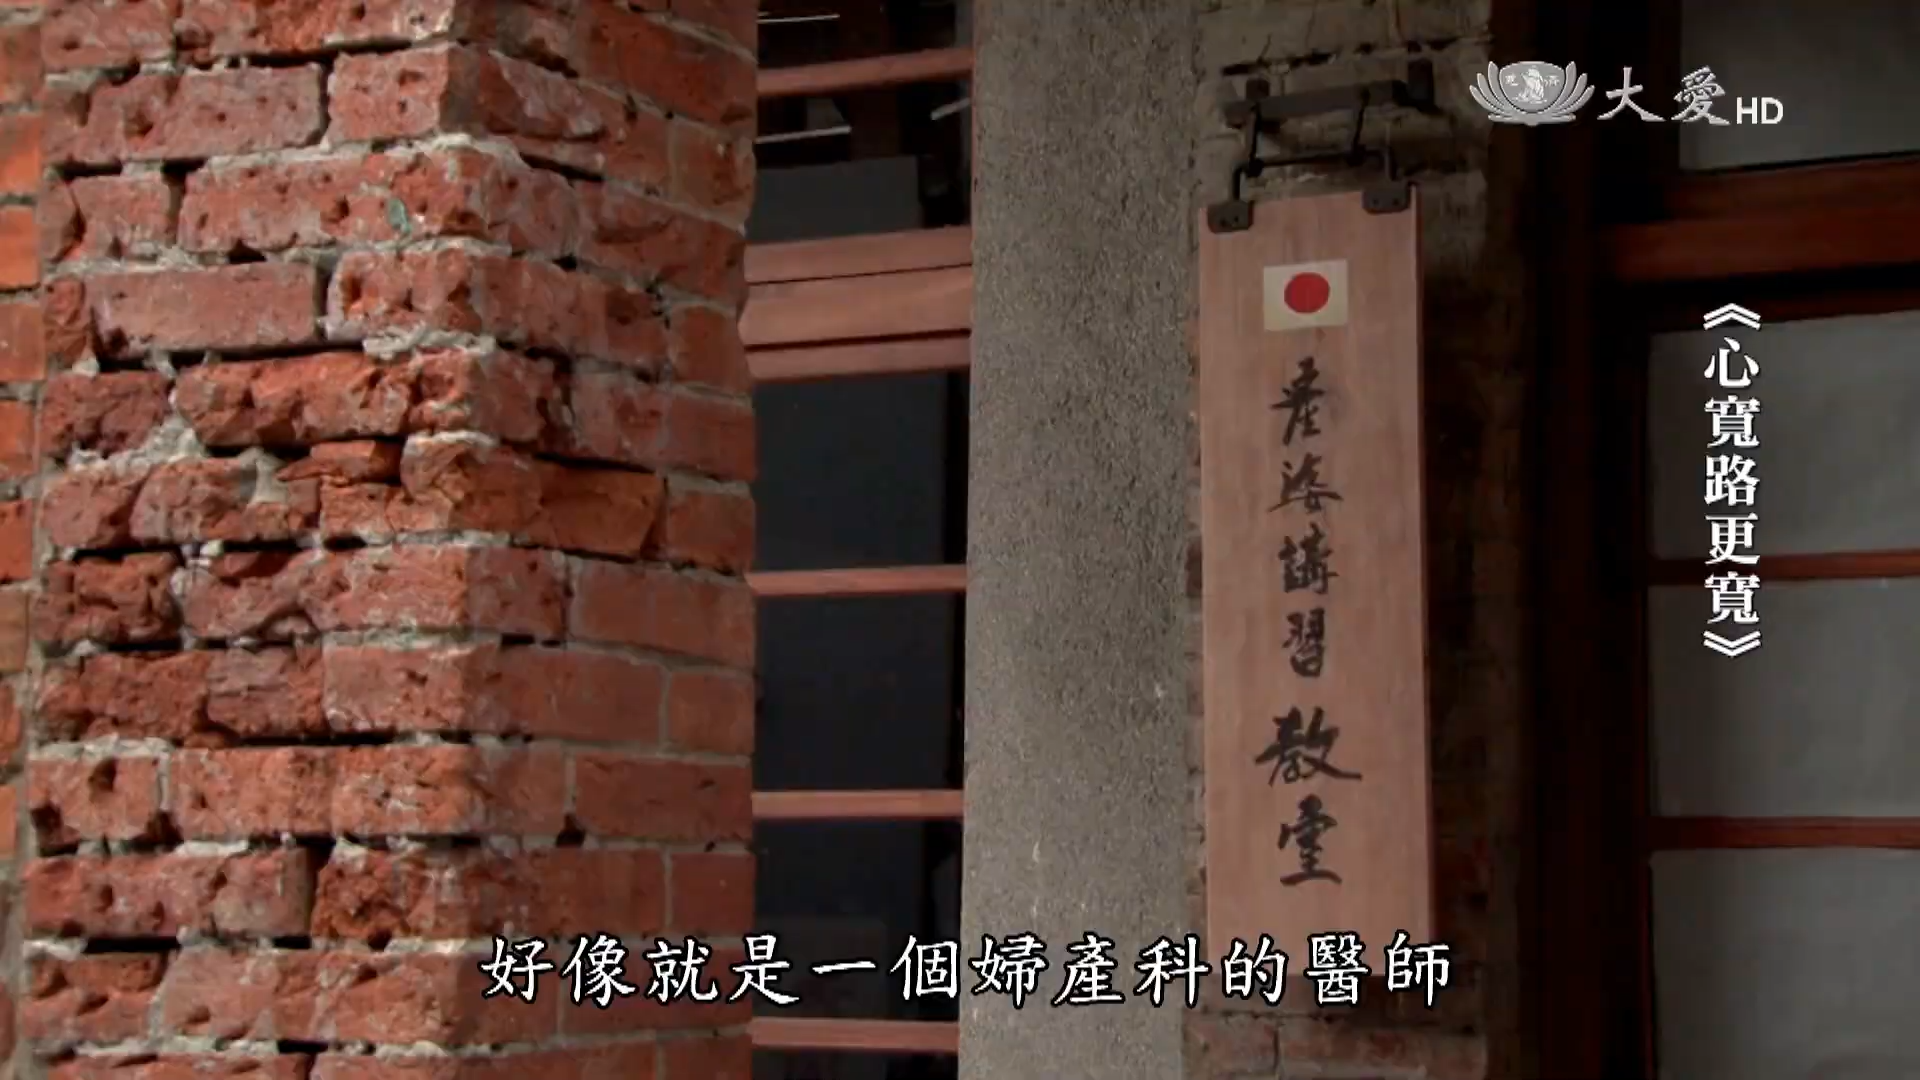 大愛HD
《心寬路更寬》
產婆講習教室
好像就是一個婦產科的醫師